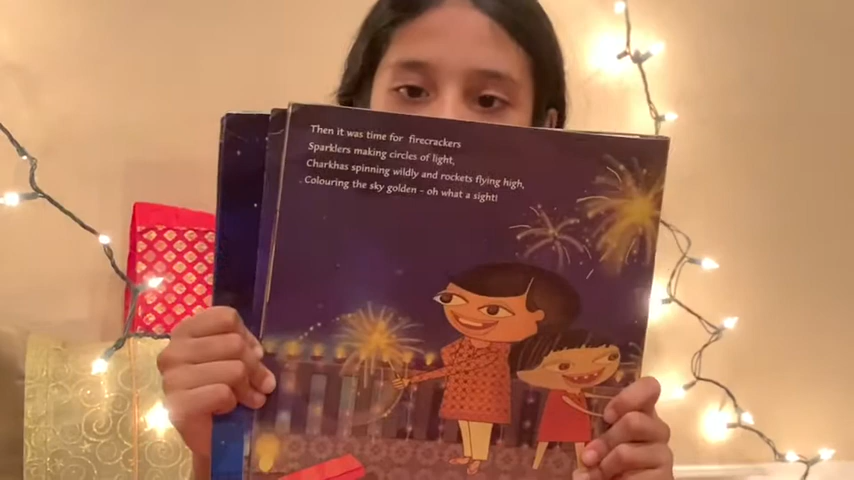 Then it was time for firecrackers
Sparklers making circles of light,
Charkhas spinning wildly and rockets flying high,
Colouring the sky golden - oh what a sight!